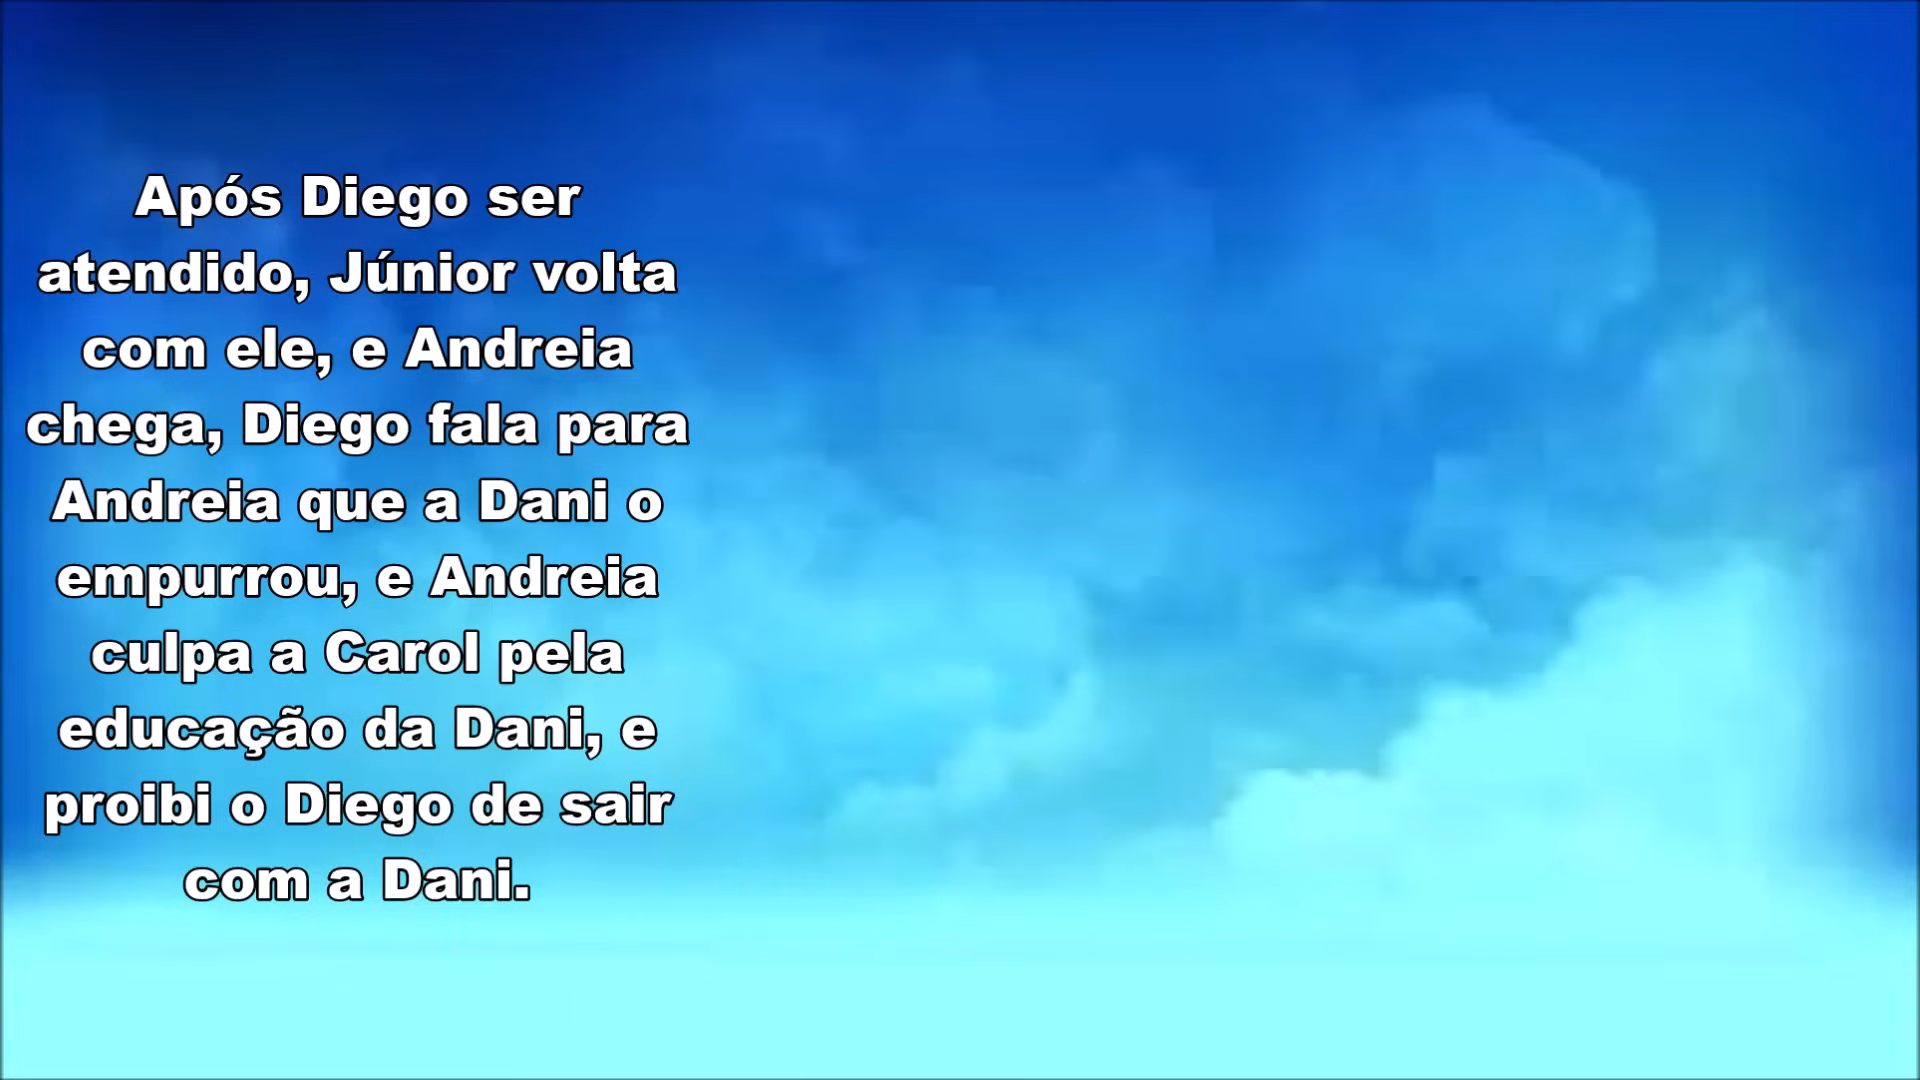 Após Diego ser
atendido, Júnior volta
com ele, e Andreia
chega, Diego fala para
Andreia que a Dani o
empurrou, e Andreia
culpa a Carol pela
educação da Dani, e
proibi o Diego de sair
com a Dani.